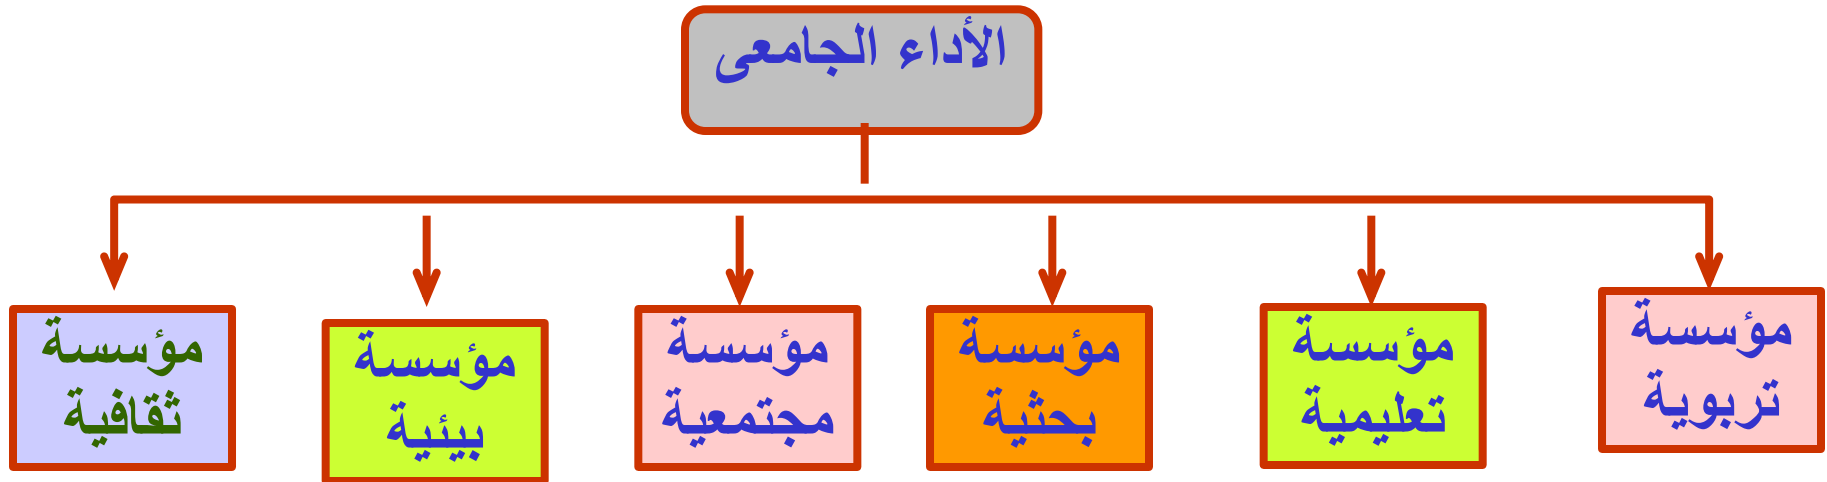 الأداء الجامعى
مؤسسة
تربوية
مؤسسة
تعليمية
مؤسسة
بحثية
مؤسسة
مجتمعية
مؤسسة
بيئية
مؤسسة
ثقافية